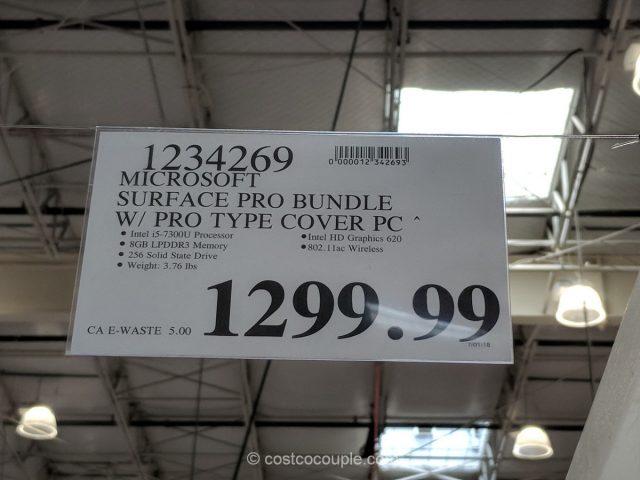 1234269
0 000012 342693
MICROSOFT
SURFACE PRO BUNDLE
W/ PRO TYPE COVER PC ^
• Intel i5-7300U Processor
• 8GB LPDDR3 Memory
• 256 Solid State Drive
• Weight: 3.76 lbs
• Intel HD Graphics 620
• 802.11ac Wireless
CA E-WASTE 5.00
1299.99
© costcocouple.com